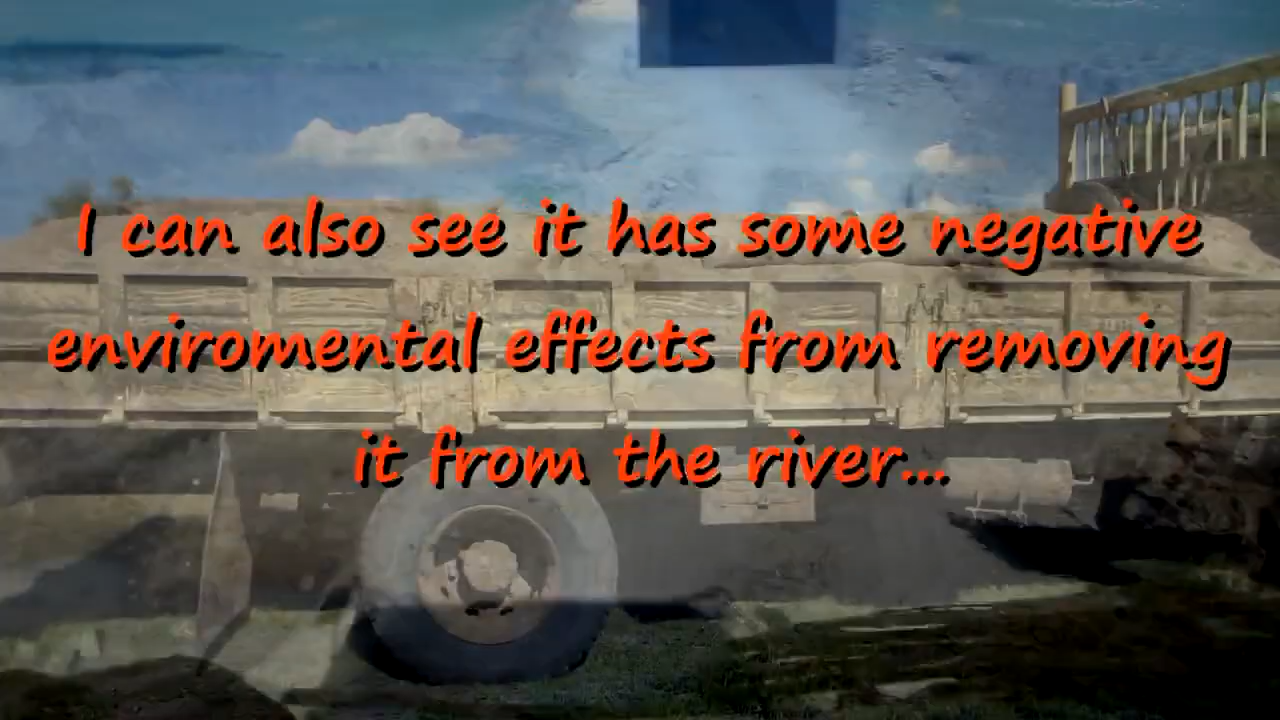 I can also see it has some negative
enviromental effects from removing
it from the river...